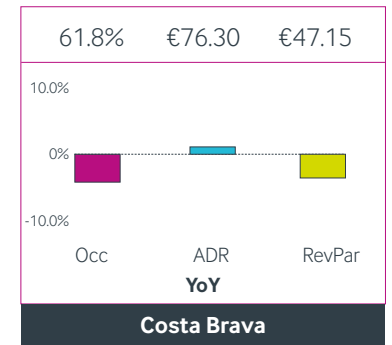 61.8% €76.30 €47.15
10.0%
0%
-10.0%
Occ ADR RevPar
YoY
Costa Brava